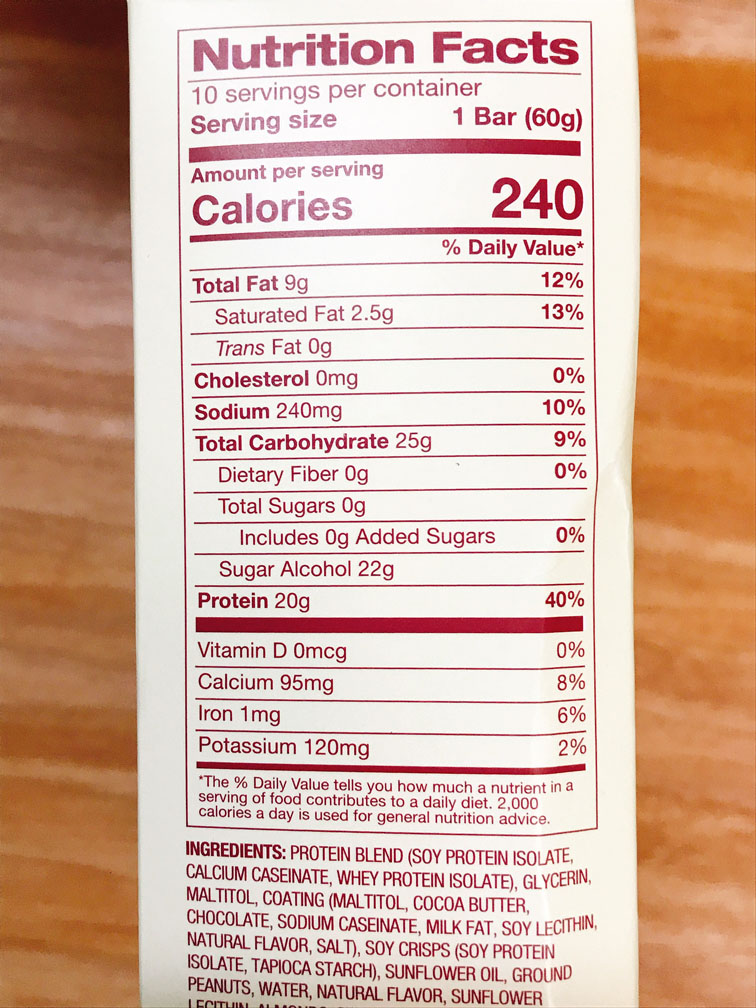 Nutrition Facts
10 servings per container
Serving size 1 Bar (60g)
Amount per serving
Calories 240
% Daily Value*
Total Fat 9g 12%
Saturated Fat 2.5g 13%
Trans Fat 0g
Cholesterol 0mg 0%
Sodium 240mg 10%
Total Carbohydrate 25g 9%
Dietary Fiber 0g 0%
Total Sugars 0g
Includes 0g Added Sugars 0%
Sugar Alcohol 22g
Protein 20g 40%
Vitamin D 0mcg 0%
Calcium 95mg 8%
Iron 1mg 6%
Potassium 120mg 2%
*The % Daily Value tells you how much a nutrient in a
serving of food contributes to a daily diet. 2,000
calories a day is used for general nutrition advice.
INGREDIENTS: PROTEIN BLEND (SOY PROTEIN ISOLATE,
CALCIUM CASEINATE, WHEY PROTEIN ISOLATE), GLYCERIN,
MALTITOL, COATING (MALTITOL, COCOA BUTTER,
CHOCOLATE, SODIUM CASEINATE, MILK FAT, SOY LECITHIN,
NATURAL FLAVOR, SALT), SOY CRISPS (SOY PROTEIN
ISOLATE, TAPIOCA STARCH), SUNFLOWER OIL, GROUND
PEANUTS, WATER, NATURAL FLAVOR, SUNFLOWER